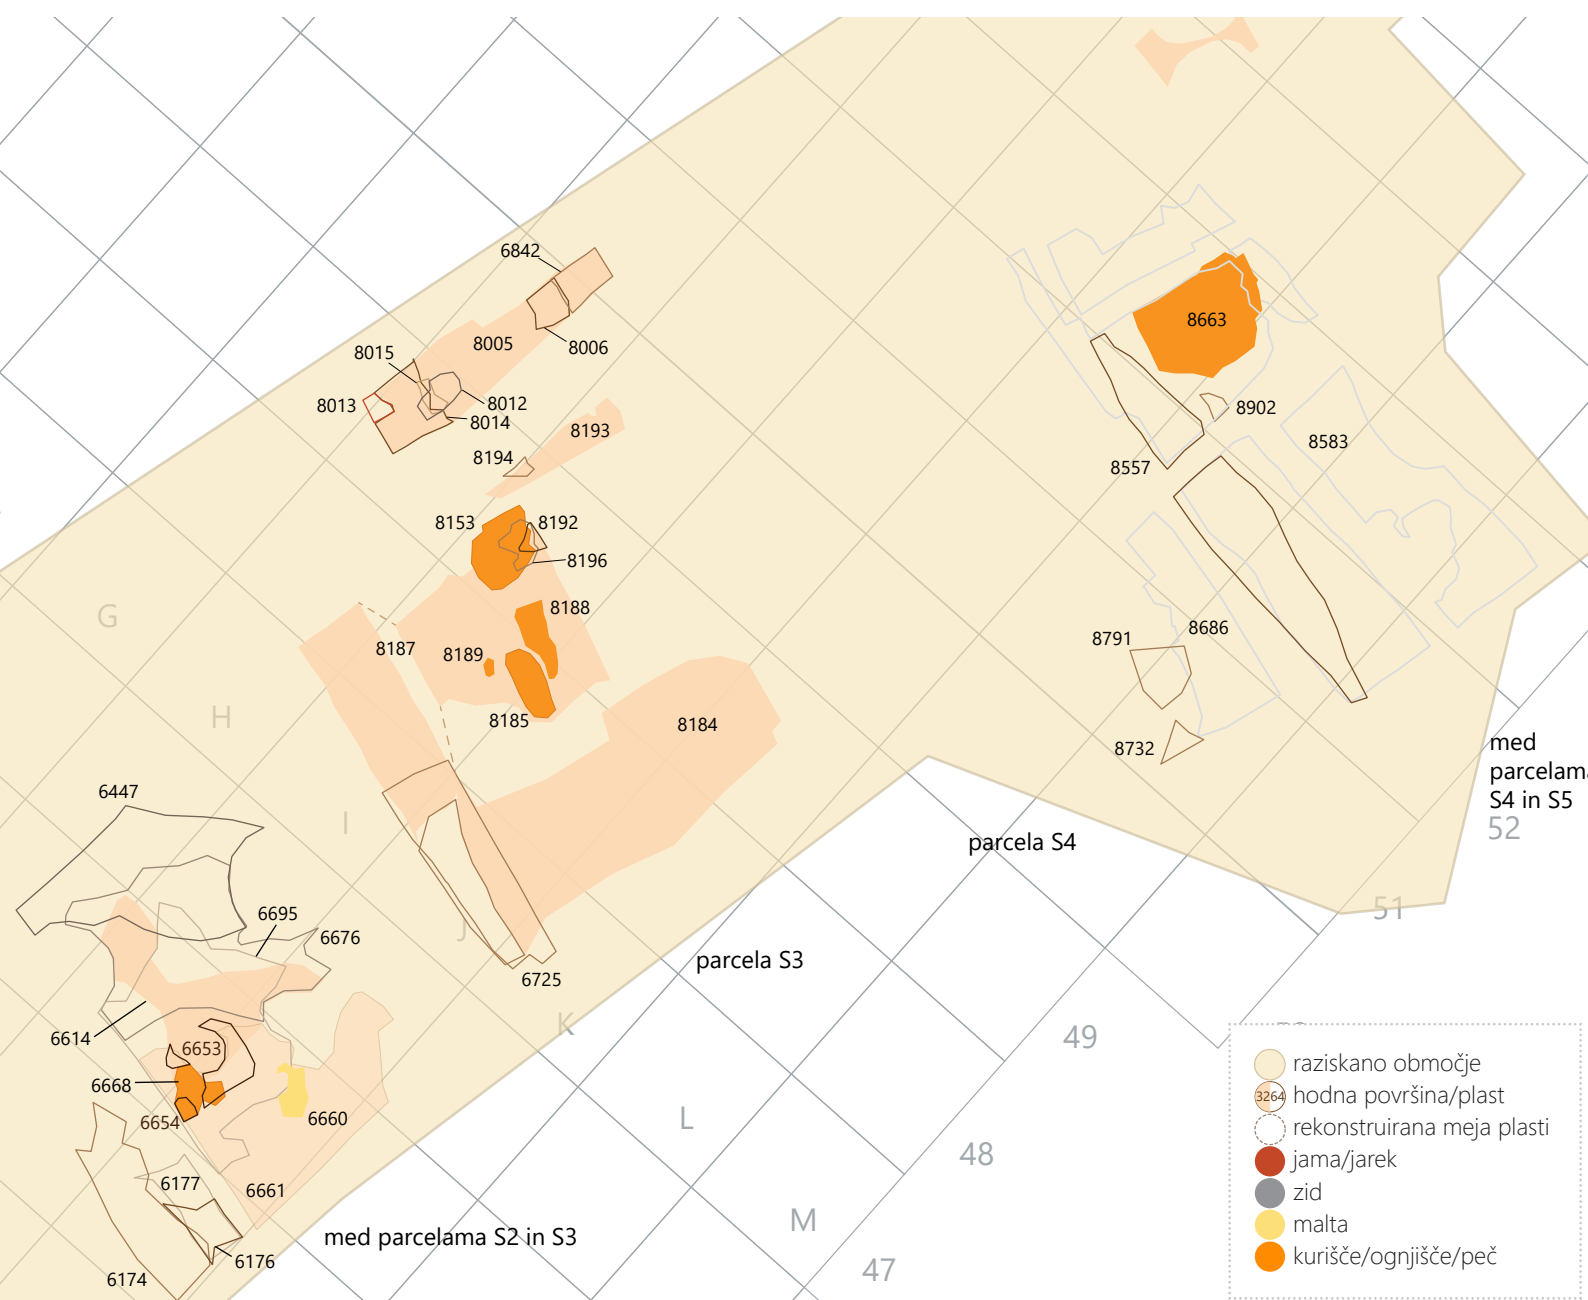 6842
8005
8006
8015
8013
8012
8014
8193
8194
8153
8192
8196
8188
8187
8189
8185
8184
8663
8902
8583
8557
8686
8791
8732
G
H
I
J
K
L
M
6447
6695
6676
6725
6614
6653
6668
6654
6660
6177
6661
6176
6174
med parcelama S2 in S3
parcela S3
parcela S4
med
parcelama
S4 in S5
52
51
49
48
47
raziskano območje
3264 hodna površina/plast
rekonstruirana meja plasti
jama/jarek
zid
malta
kurišče/ognjišče/peč